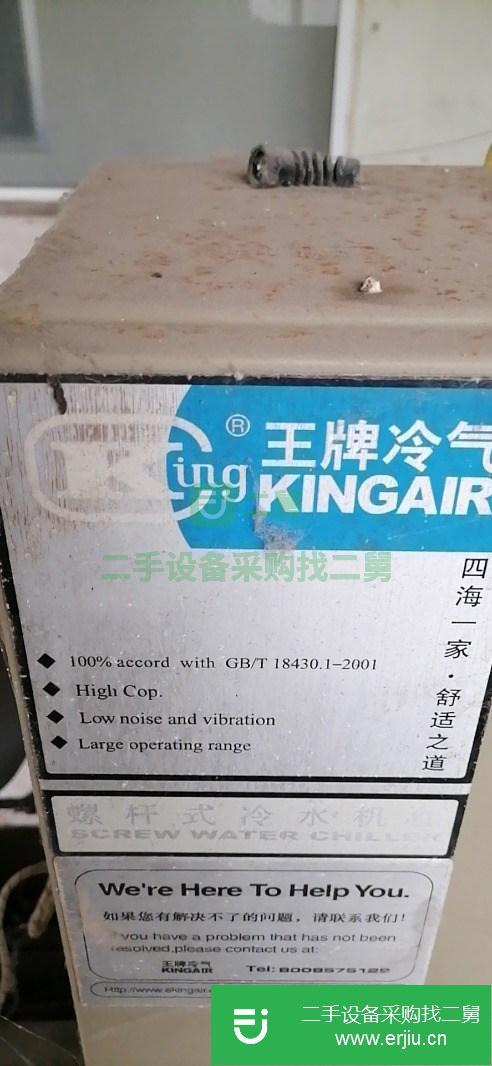 King ® 王牌冷气
KINGAIR
二手设备采购找二舅
四海一家·舒适之道
◆ 100% accord with GB/T 18430.1-2001
◆ High Cop.
◆ Low noise and vibration
◆ Large operating range
螺杆式冷水机组
SCREW WATER CHILLER
We're Here To Help You.
如果您有解决不了的问题，请联系我们！
you have a problem that has not been
resolved,please contact us at:
王牌冷气
KINGAIR Tel: 8008575129
Http://www.ekingair.
二手设备采购找二舅
www.erjiu.cn